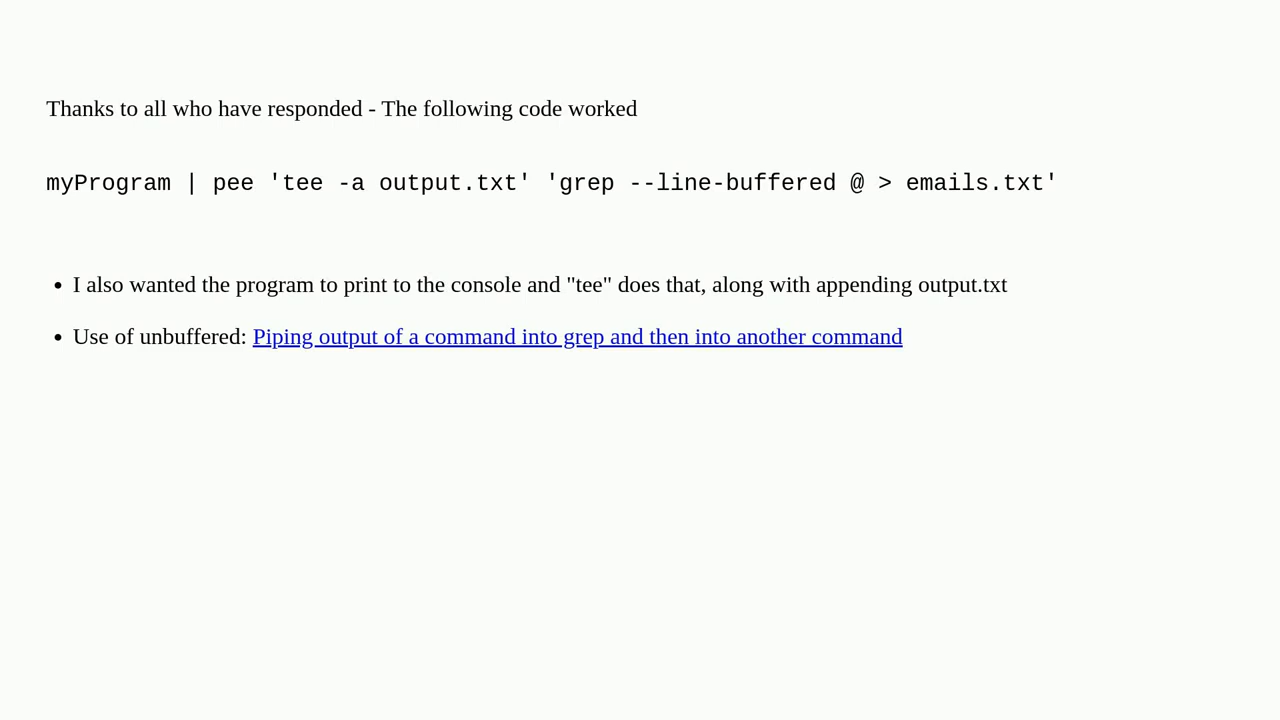 Thanks to all who have responded - The following code worked
myProgram | pee 'tee -a output.txt' 'grep --line-buffered @ > emails.txt'
• I also wanted the program to print to the console and "tee" does that, along with appending output.txt
• Use of unbuffered: Piping output of a command into grep and then into another command